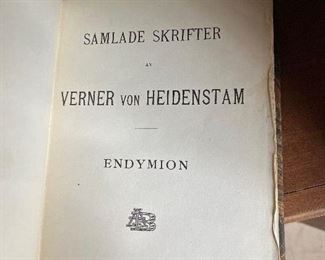 SAMLADE SKRIFTER
AV
VERNER VON HEIDENSTAM
ENDYMION